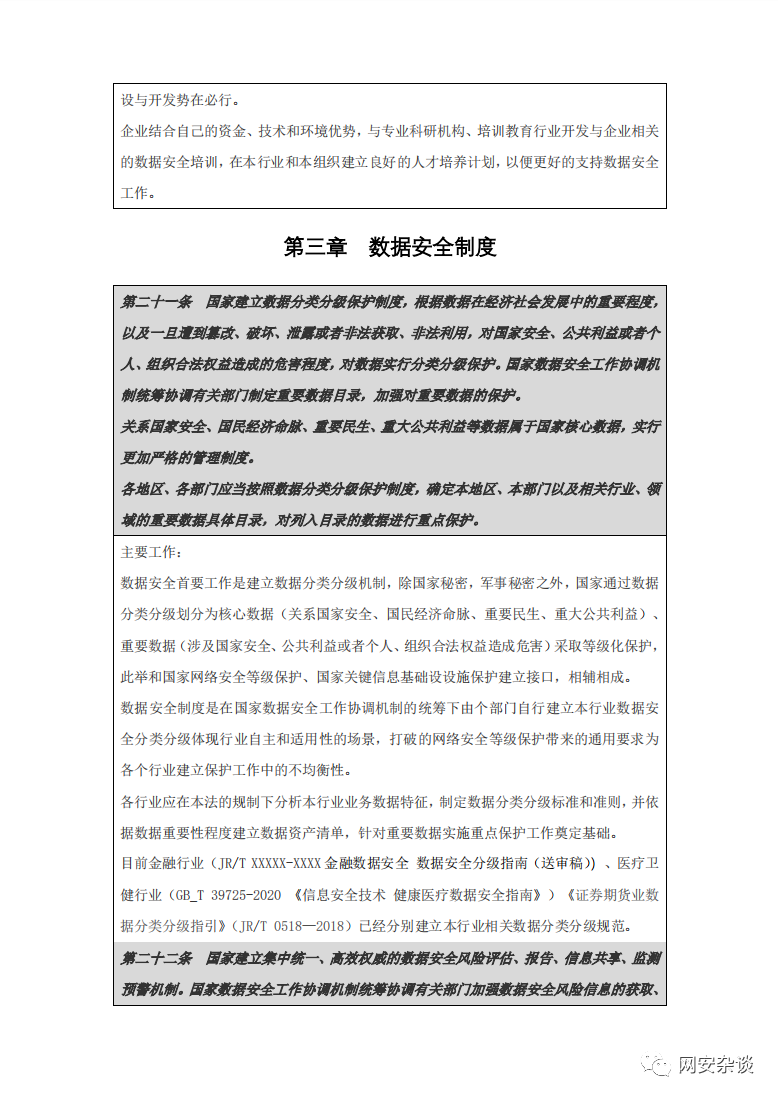 设与开发势在必行。
企业结合自己的资金、技术和环境优势，与专业科研机构、培训教育行业开发与企业相关
的数据安全培训，在本行业和本组织建立良好的人才培养计划，以便更好的支持数据安全
工作。
第三章 数据安全制度
第二十一条 国家建立数据分类分级保护制度，根据数据在经济社会发展中的重要程度，
以及一旦遭到篡改、破坏、泄露或者非法获取、非法利用，对国家安全、公共利益或者个
人、组织合法权益造成的危害程度，对数据实行分类分级保护。国家数据安全工作协调机
制统筹协调有关部门制定重要数据目录，加强对重要数据的保护。
关系国家安全、国民经济命脉、重要民生、重大公共利益等数据属于国家核心数据，实行
更加严格的管理制度。
各地区、各部门应当按照数据分类分级保护制度，确定本地区、本部门以及相关行业、领
域的重要数据具体目录，对列入目录的数据进行重点保护。
主要工作：
数据安全首要工作是建立数据分类分级机制，除国家秘密，军事秘密之外，国家通过数据
分类分级划分为核心数据（关系国家安全、国民经济命脉、重要民生、重大公共利益）、
重要数据（涉及国家安全、公共利益或者个人、组织合法权益造成危害）采取等级化保护，
此举和国家网络安全等级保护、国家关键信息基础设设施保护建立接口，相辅相成。
数据安全制度是在国家数据安全工作协调机制的统筹下由个部门自行建立本行业数据安
全分类分级体现行业自主和适用性的场景，打破的网络安全等级保护带来的通用要求为
各个行业建立保护工作中的不均衡性。
各行业应在本法的规制下分析本行业业务数据特征，制定数据分类分级标准和准则，并依
据数据重要性程度建立数据资产清单，针对重要数据实施重点保护工作奠定基础。
目前金融行业（JR/T XXXXX-XXXX 金融数据安全 数据安全分级指南（送审稿））、医疗卫
健行业（GB_T 39725-2020 《信息安全技术 健康医疗数据安全指南》）《证券期货业数
据分类分级指引》（JR/T 0518—2018）已经分别建立本行业相关数据分类分级规范。
第二十二条 国家建立集中统一、高效权威的数据安全风险评估、报告、信息共享、监测
预警机制。国家数据安全工作协调机制统筹协调有关部门加强数据安全风险信息的获取、
网安杂谈